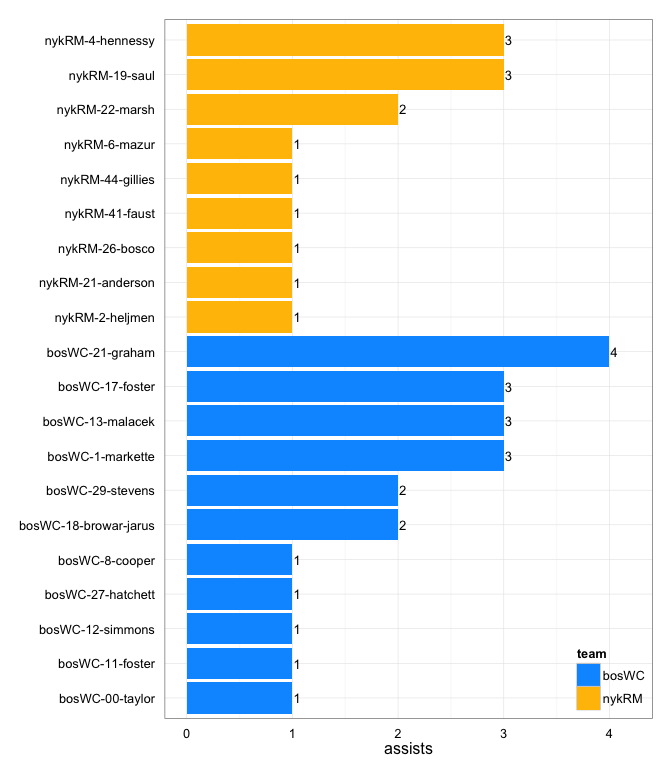 nykRM-4-hennessy 3
nykRM-19-saul 3
nykRM-22-marsh 2
nykRM-6-mazur 1
nykRM-44-gillies 1
nykRM-41-faust 1
nykRM-26-bosco 1
nykRM-21-anderson 1
nykRM-2-heljmen 1
bosWC-21-graham 4
bosWC-17-foster 3
bosWC-13-malacek 3
bosWC-1-markette 3
bosWC-29-stevens 2
bosWC-18-browar-jarus 2
bosWC-8-cooper 1
bosWC-27-hatchett 1
bosWC-12-simmons 1
bosWC-11-foster 1
bosWC-00-taylor 1
team
bosWC
nykRM
0 1 2 3 4
assists